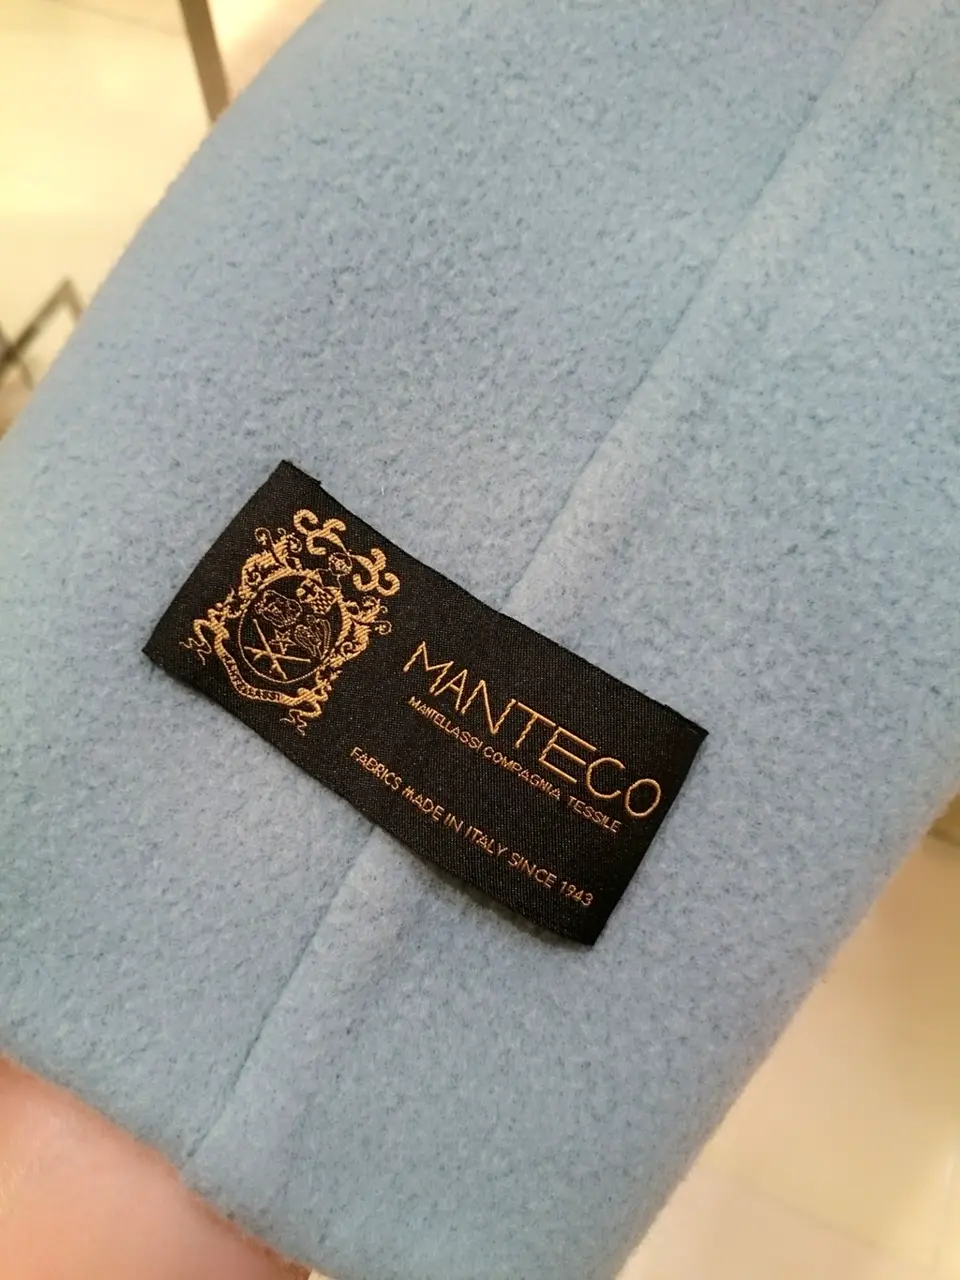 MANTECO
MANTELLASSI COMPAGNIA TESSILE
FABRICS MADE IN ITALY SINCE 1943